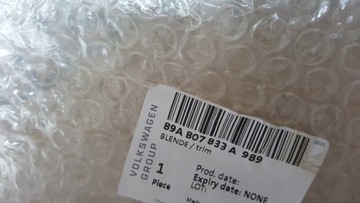 VOLKSWAGEN
GROUP
89A 807 833 A 989
BLENDE / trim
1
Piece
Prod. date:
Expiry date: NONE
LOT: